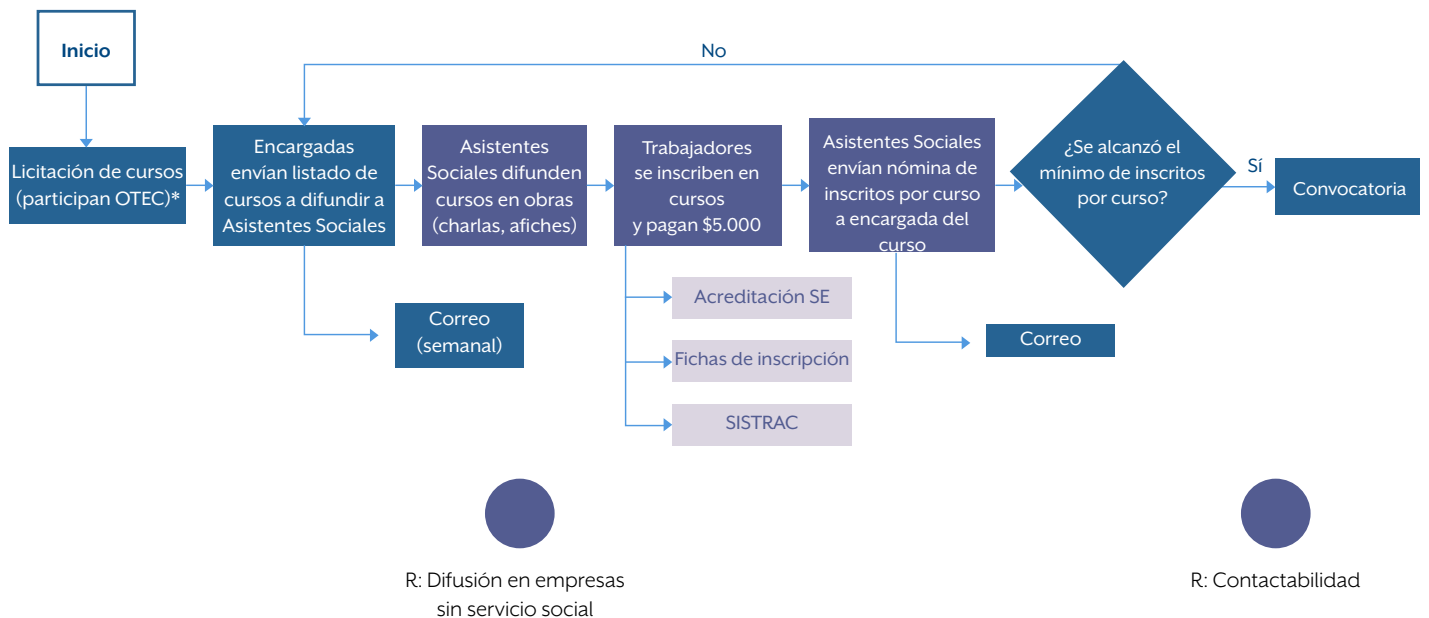 Inicio
No
Licitación de cursos
(participan OTEC)*
Encargadas
envían listado de
cursos a difundir a
Asistentes Sociales
Asistentes
Sociales difunden
cursos en obras
(charlas, afiches)
Trabajadores
se inscriben en
cursos
y pagan $5.000
Asistentes Sociales
envían nómina de
inscritos por curso
a encargada del
curso
¿Se alcanzó el
mínimo de inscritos
por curso?
Sí
Convocatoria
Correo
(semanal)
Acreditación SE
Fichas de inscripción
SISTRAC
Correo
R: Difusión en empresas
sin servicio social
R: Contactabilidad